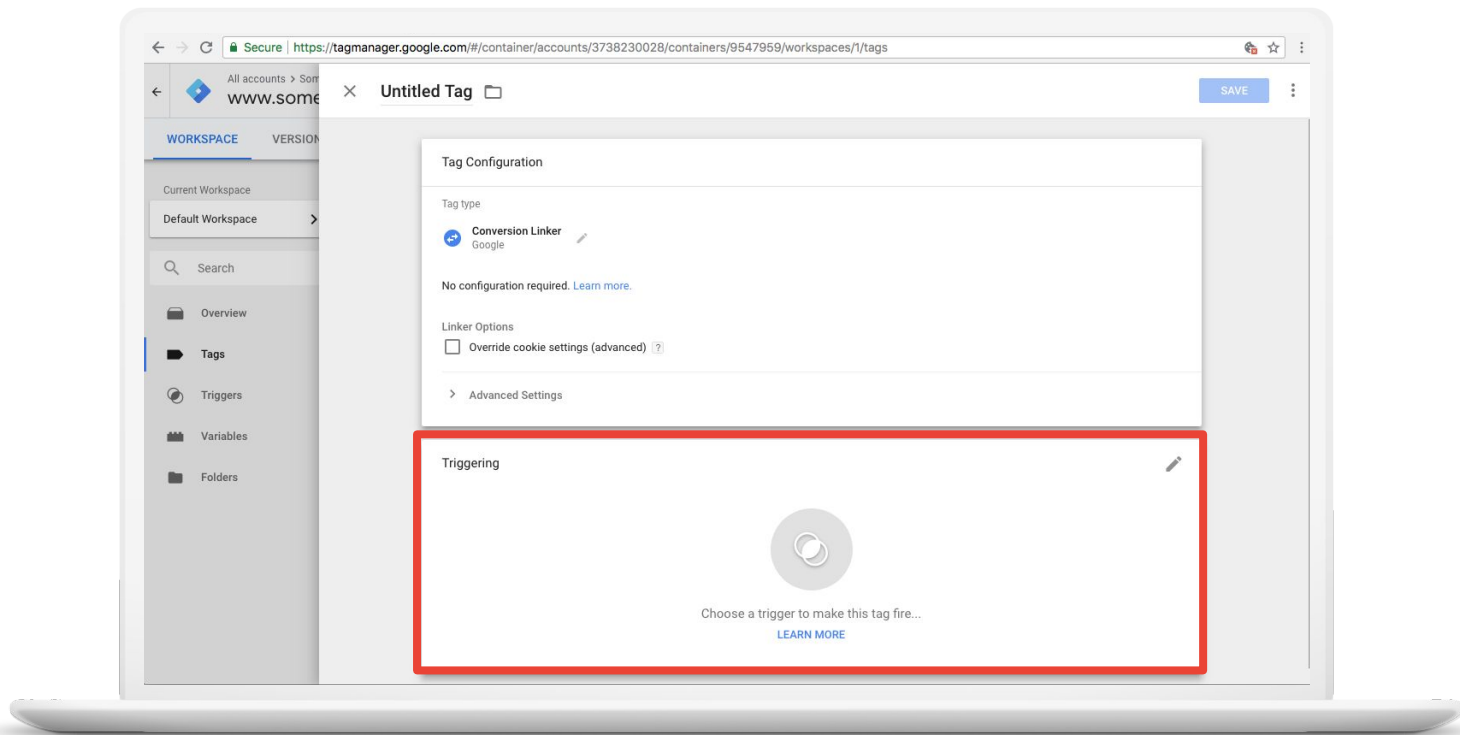 Secure | https://tagmanager.google.com/#/container/accounts/3738230028/containers/9547959/workspaces/1/tags
All accounts > Som
www.some
Untitled Tag
SAVE
WORKSPACE VERSION
Current Workspace
Default Workspace
Search
Overview
Tags
Triggers
Variables
Folders
Tag Configuration
Tag type
Conversion Linker
Google
No configuration required. Learn more.
Linker Options
Override cookie settings (advanced) ?
Advanced Settings
Triggering
Choose a trigger to make this tag fire...
LEARN MORE